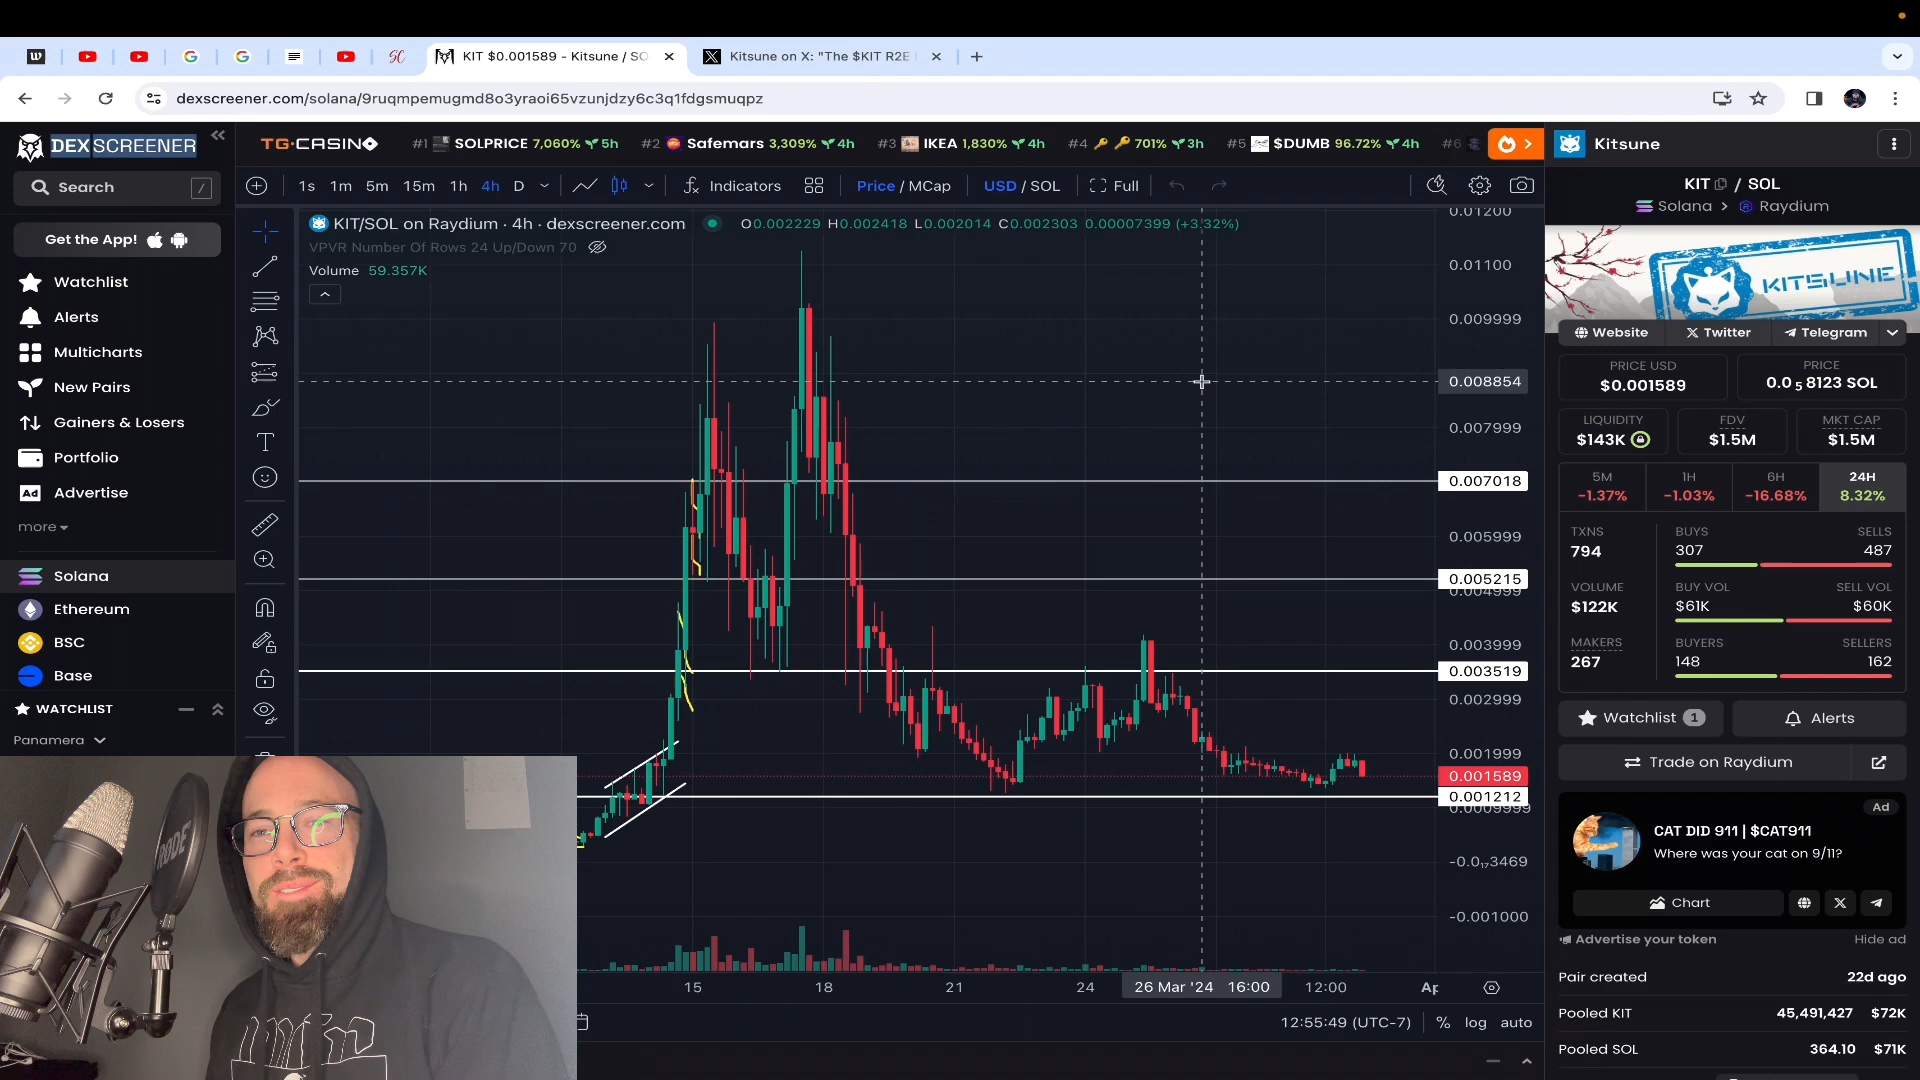 KIT $0.001589 - Kitsune / SO
Kitsune on X: "The $KIT R2E
dexscreener.com/solana/9ruqmpemugmd8o3yraoi65vzunjdzy6c3q1fdgsmuqpz
DEXSCREENER
TG.CASINO
#1 SOLPRICE 7,060% 5h #2 Safemars 3,309% 4h #3 IKEA 1,830% 4h #4 701% 3h #5 $DUMB 96.72% 4h #6
Kitsune
Search /
1s 1m 5m 15m 1h 4h D Indicators Price / MCap USD / SOL Full
KIT / SOL
Solana > Raydium
Get the App!
KIT/SOL on Raydium · 4h · dexscreener.com O0.002229 H0.002418 L0.002014 C0.002303 0.00007399 (+3.32%)
VPVR Number Of Rows 24 Up/Down 70
Volume 59.357K
Watchlist
Alerts
Multicharts
New Pairs
Gainers & Losers
Portfolio
Ad Advertise
more
Solana
Ethereum
BSC
Base
WATCHLIST
Panamera
0.01200
0.01100
0.009999
0.008854
0.007999
0.007018
0.005999
0.005215
0.004999
0.003999
0.003519
0.002999
0.001999
0.001589
0.001212
0.0009999
-0.0₁₇3469
-0.001000
15 18 21 24 26 Mar '24 16:00 12:00 Ap
12:55:49 (UTC-7) % log auto
RODE
KITSUNE
Website Twitter Telegram
PRICE USD
$0.001589
PRICE
0.0₅8123 SOL
LIQUIDITY
$143K
FDV
$1.5M
MKT CAP
$1.5M
5M
-1.37%
1H
-1.03%
6H
-16.68%
24H
8.32%
TXNS
794
BUYS
307
SELLS
487
VOLUME
$122K
BUY VOL
$61K
SELL VOL
$60K
MAKERS
267
BUYERS
148
SELLERS
162
Watchlist 1 Alerts
Trade on Raydium
Ad
CAT DID 911 | $CAT911
Where was your cat on 9/11?
Chart
Advertise your token Hide ad
Pair created 22d ago
Pooled KIT 45,491,427 $72K
Pooled SOL 364.10 $71K